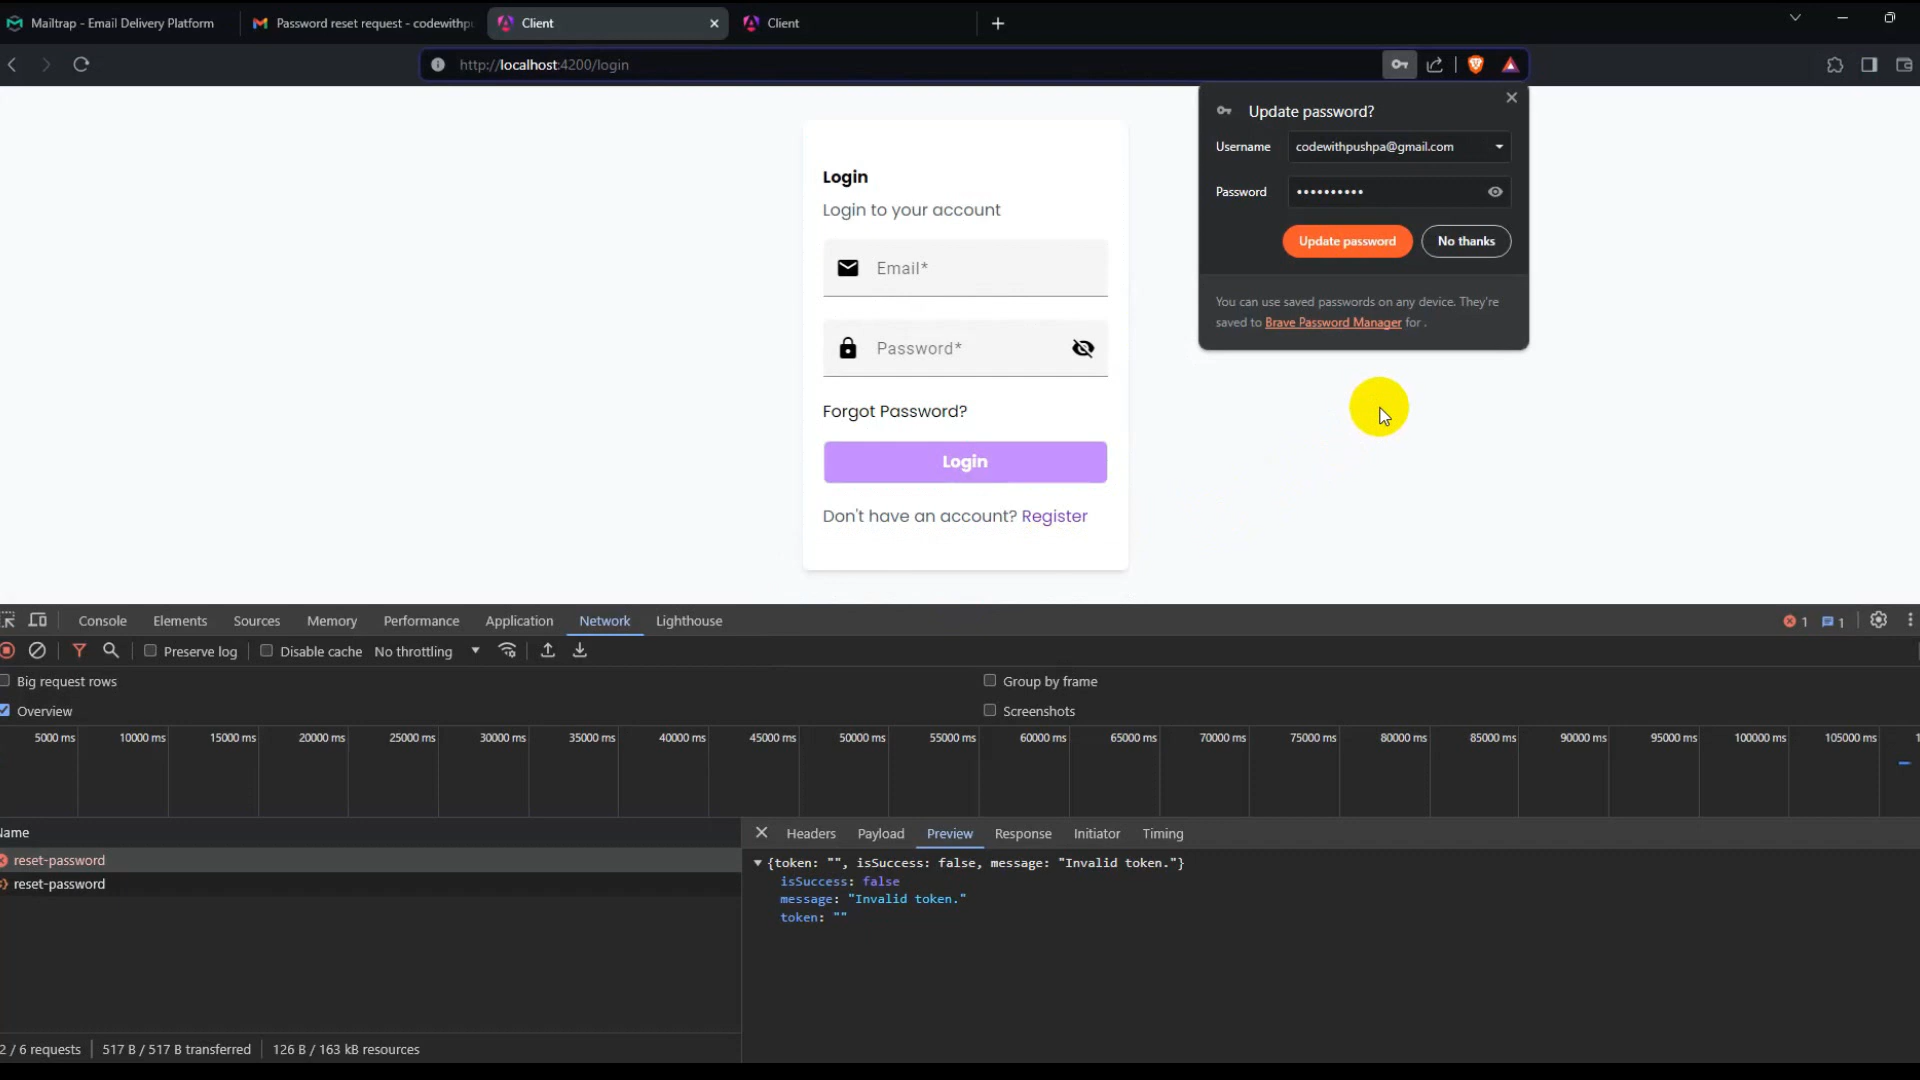 Mailtrap - Email Delivery Platform
Password reset request - codewithpu
Client
Client
http://localhost:4200/login
Update password?
Username
codewithpushpa@gmail.com
Password
••••••••••
Update password
No thanks
You can use saved passwords on any device. They're
saved to Brave Password Manager for .
Login
Login to your account
Email*
Password*
Forgot Password?
Login
Don't have an account? Register
Console Elements Sources Memory Performance Application Network Lighthouse
1 1
Preserve log Disable cache No throttling
Big request rows
Group by frame
Overview
Screenshots
5000 ms 10000 ms 15000 ms 20000 ms 25000 ms 30000 ms 35000 ms 40000 ms 45000 ms 50000 ms 55000 ms 60000 ms 65000 ms 70000 ms 75000 ms 80000 ms 85000 ms 90000 ms 95000 ms 100000 ms 105000 ms 1
Name
reset-password
reset-password
Headers Payload Preview Response Initiator Timing
{token: "", isSuccess: false, message: "Invalid token."}
isSuccess: false
message: "Invalid token."
token: ""
2 / 6 requests 517 B / 517 B transferred 126 B / 163 kB resources